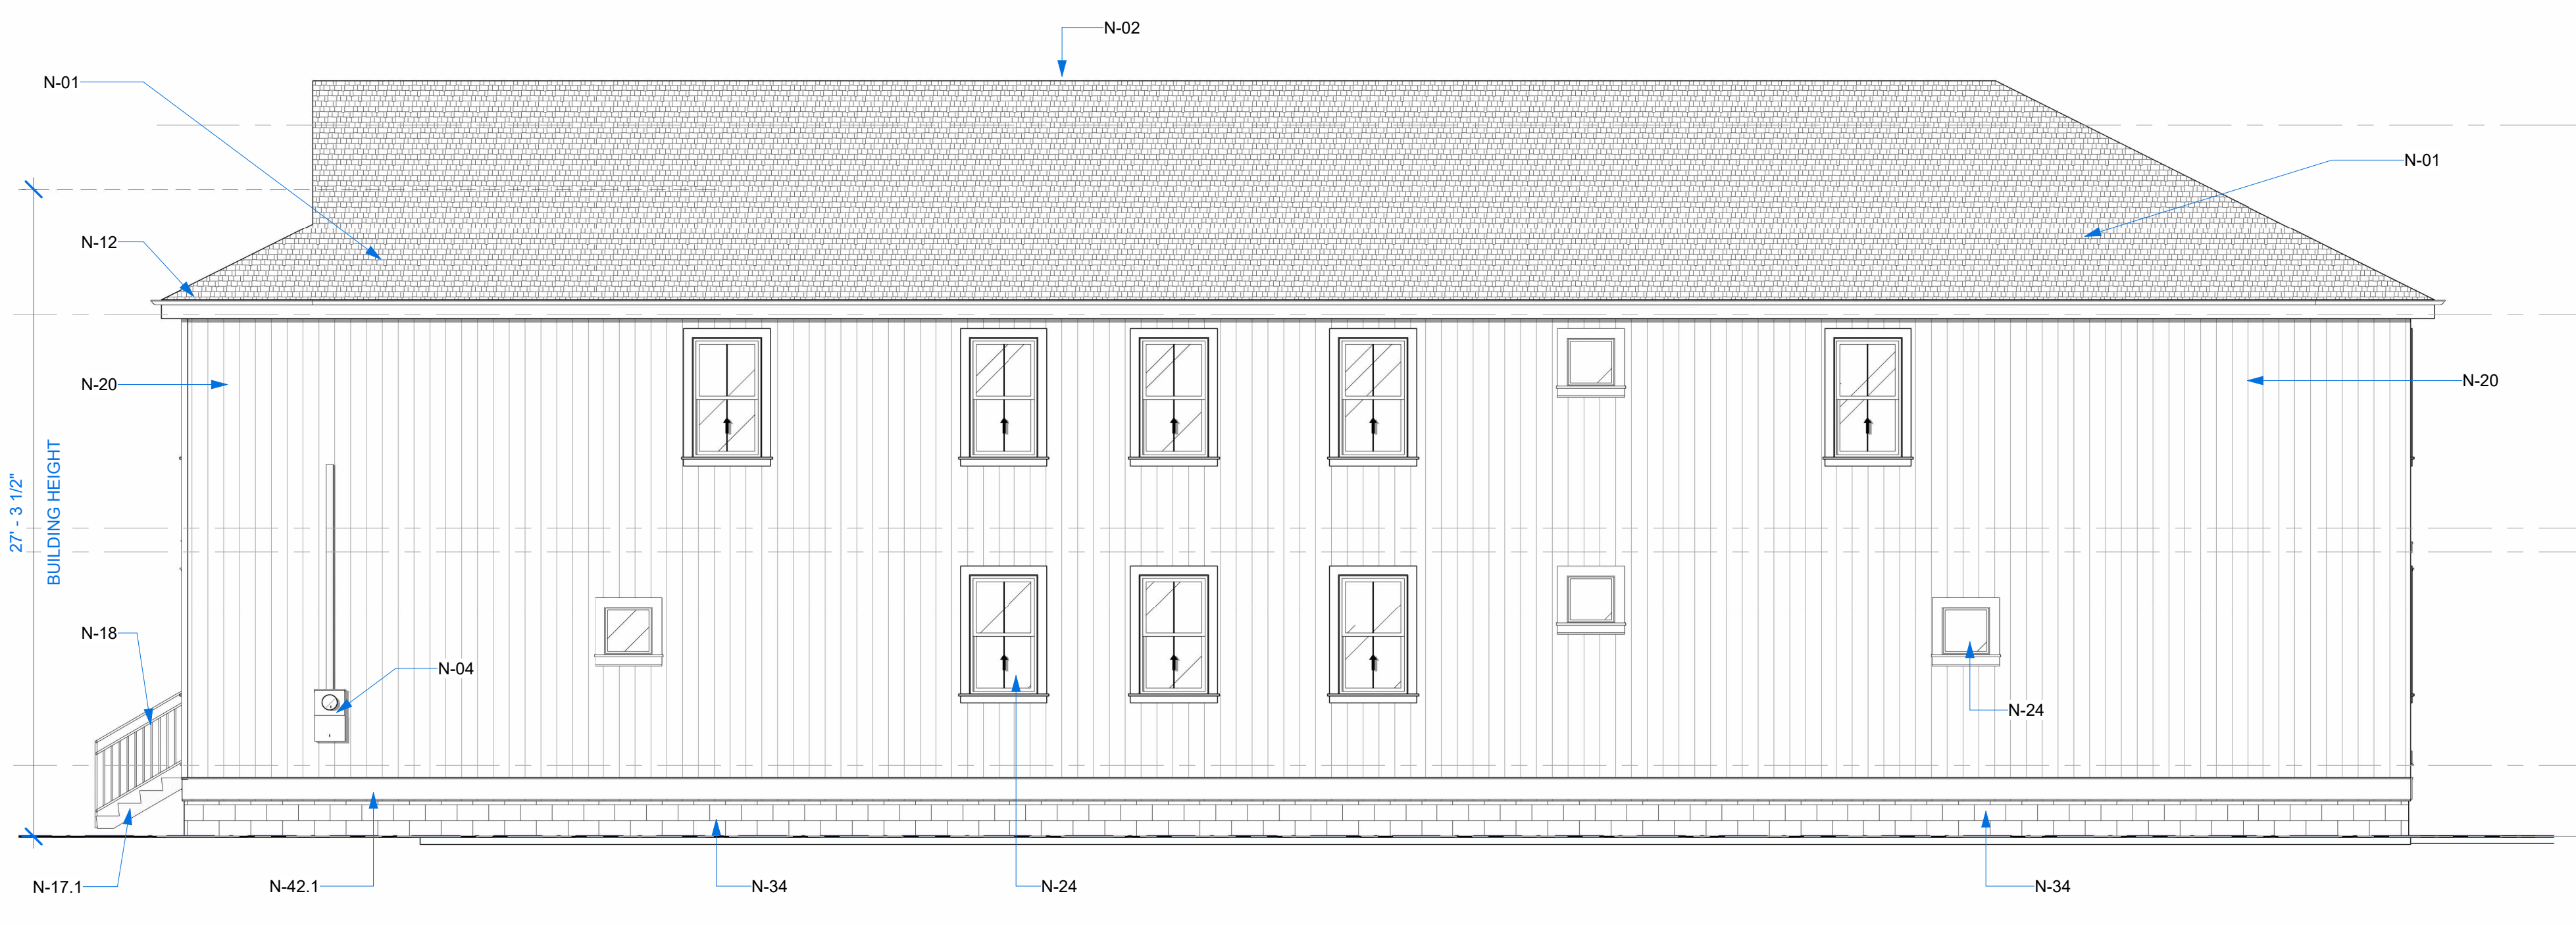 N-02
N-01
N-01
N-12
N-20
N-20
27' - 3 1/2"
BUILDING HEIGHT
N-18
N-04
N-24
N-17.1
N-42.1
N-34
N-24
N-34